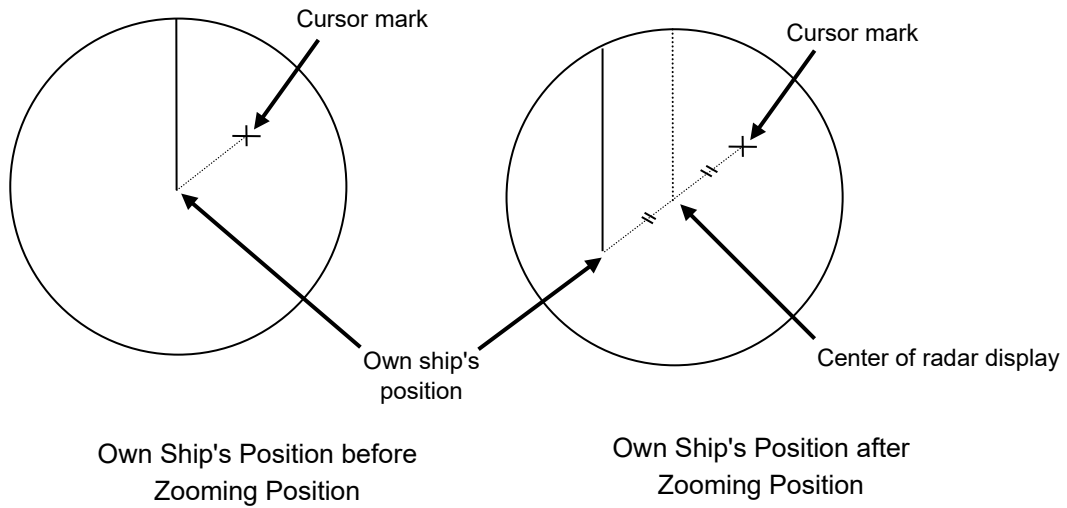 Cursor mark
Cursor mark
Own ship's
position
Center of radar display
Own Ship's Position before
Zooming Position
Own Ship's Position after
Zooming Position